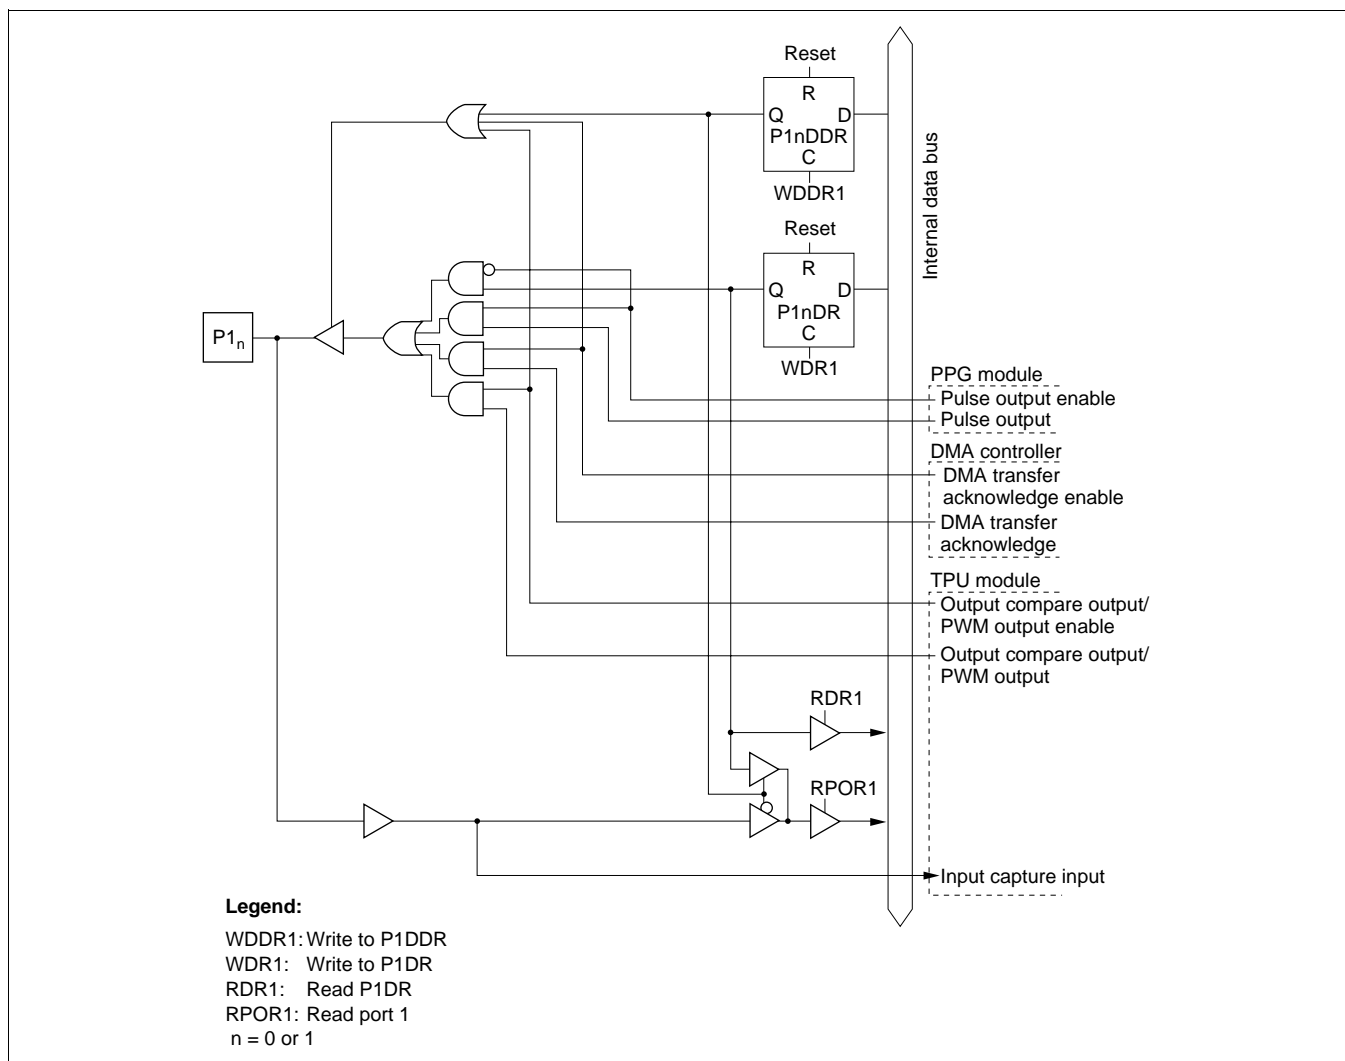 Reset
R
Q D
P1nDDR
C
WDDR1
Internal data bus
Reset
R
Q D
P1nDR
C
WDR1
P1n
PPG module
Pulse output enable
Pulse output
DMA controller
DMA transfer
acknowledge enable
DMA transfer
acknowledge
TPU module
Output compare output/
PWM output enable
Output compare output/
PWM output
RDR1
RPOR1
Input capture input
Legend:
WDDR1: Write to P1DDR
WDR1: Write to P1DR
RDR1: Read P1DR
RPOR1: Read port 1
n = 0 or 1